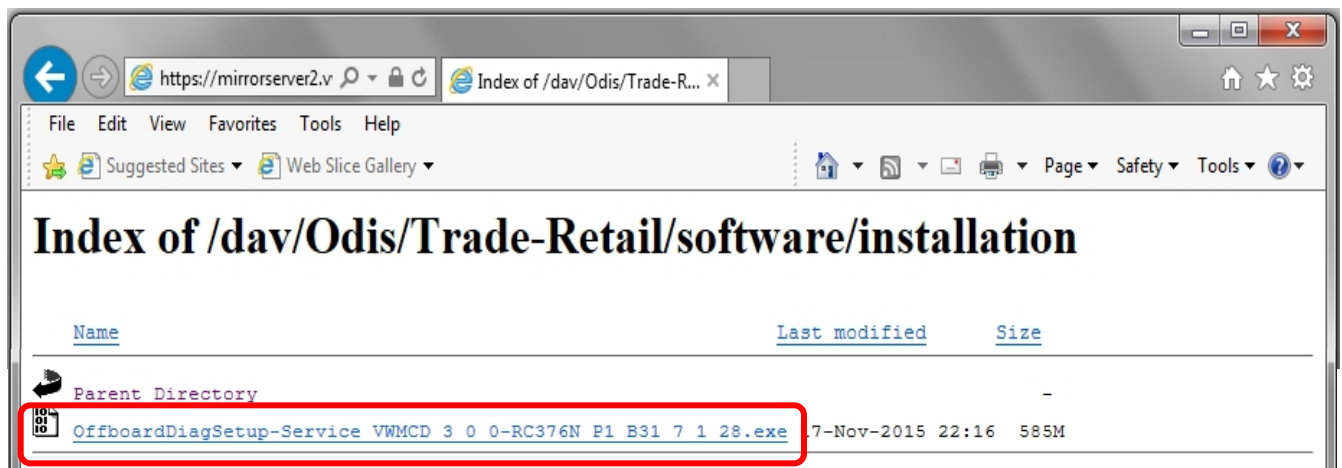 https://mirrorserver2.v
Index of /dav/Odis/Trade-R...
File Edit View Favorites Tools Help
Suggested Sites Web Slice Gallery Page Safety Tools
Index of /dav/Odis/Trade-Retail/software/installation
Name Last modified Size
Parent Directory -
OffboardDiagSetup-Service VWMCD 3 0 0-RC376N P1 B31 7 1 28.exe 17-Nov-2015 22:16 585M